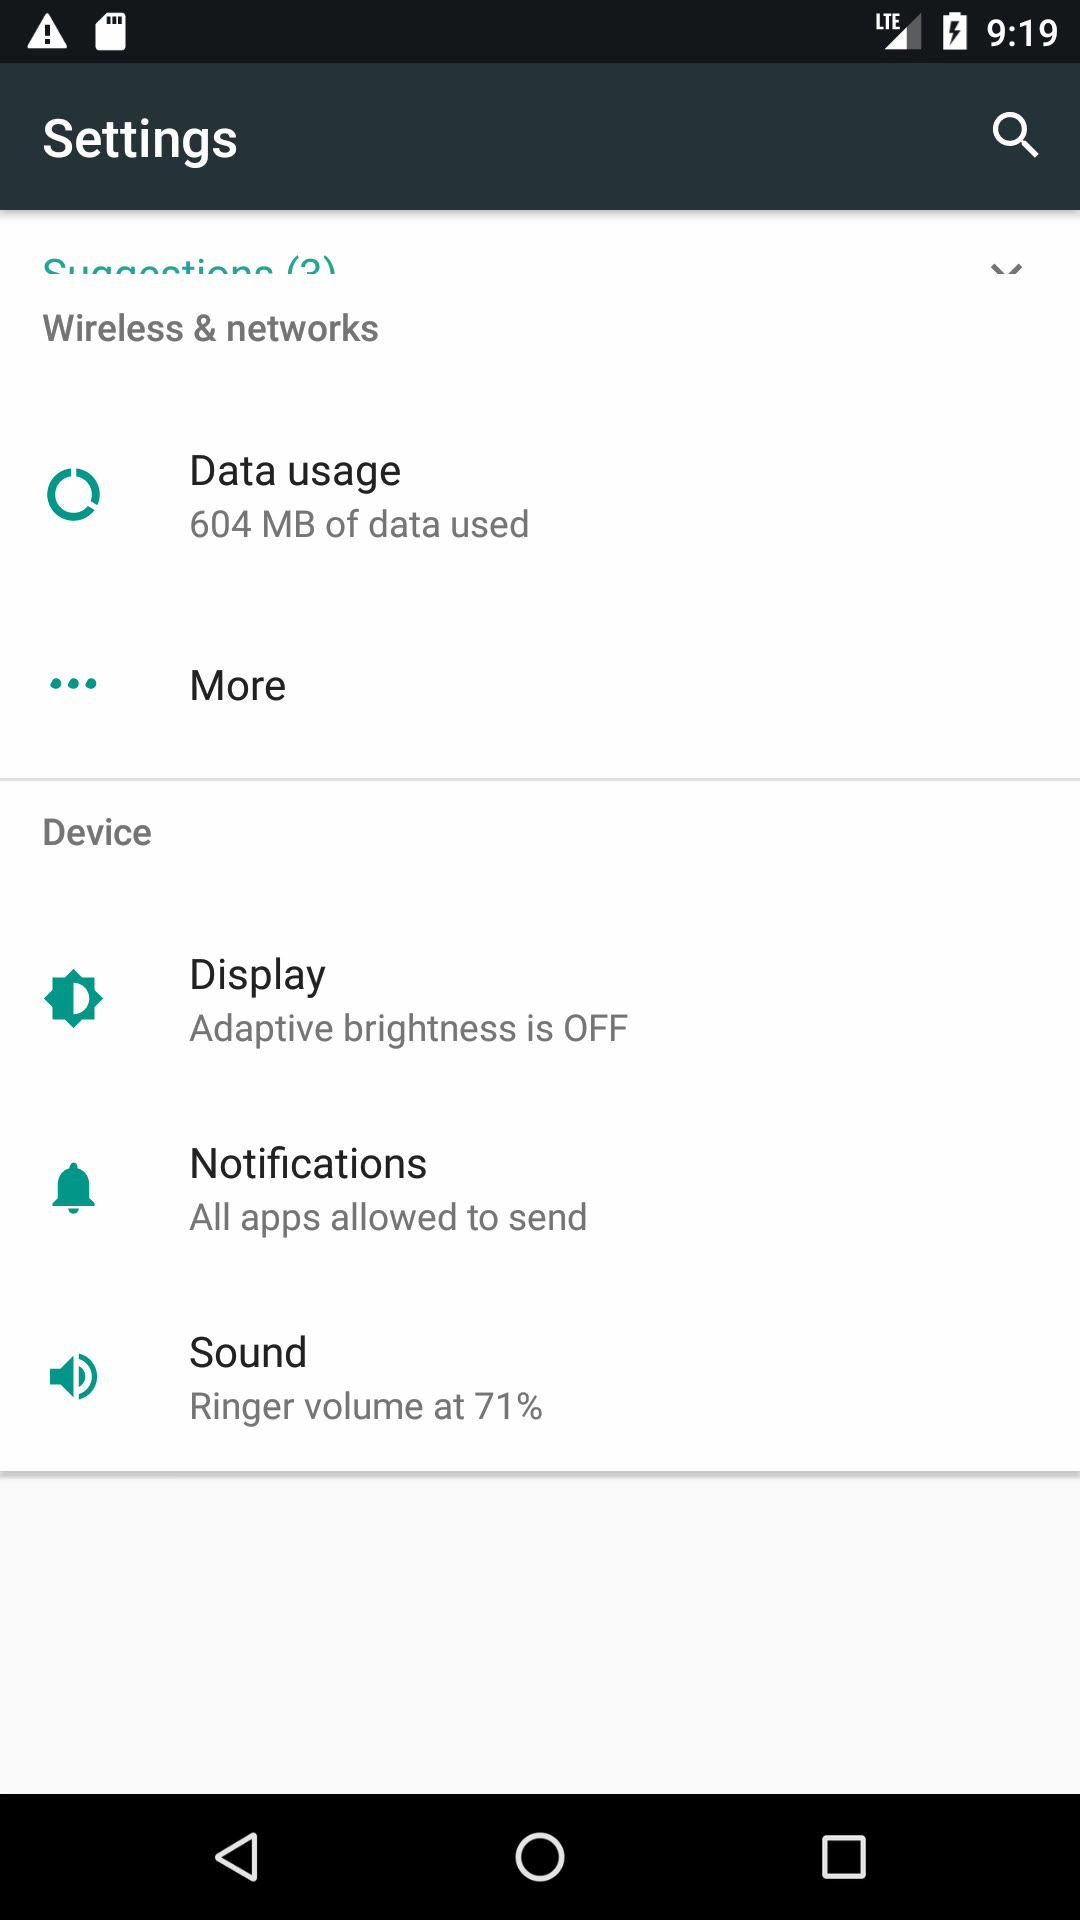 LTE 9:19
Settings
Suggestions (3)
Wireless & networks
Data usage
604 MB of data used
More
Device
Display
Adaptive brightness is OFF
Notifications
All apps allowed to send
Sound
Ringer volume at 71%